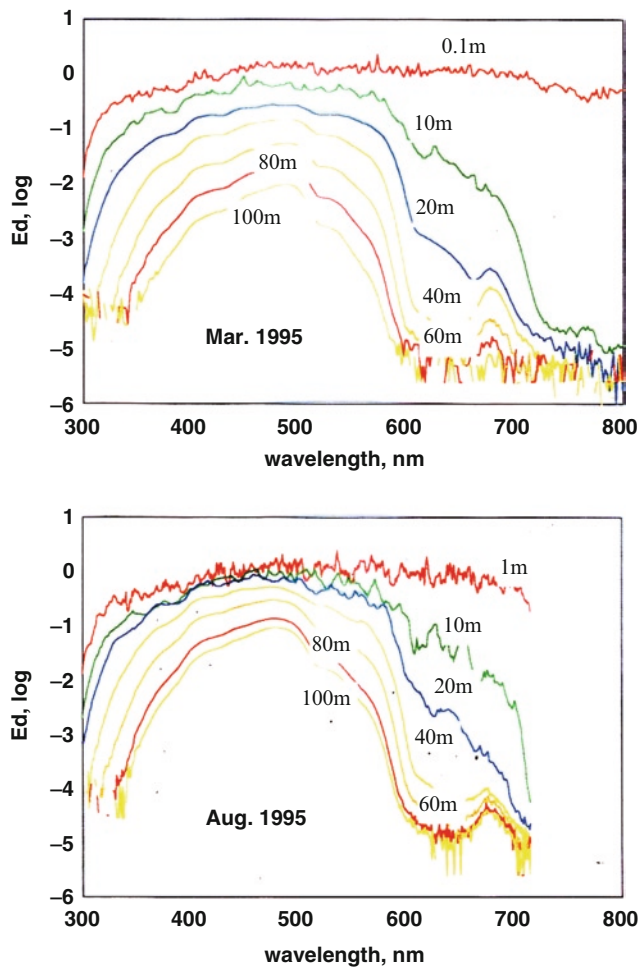 1
0
–1
–2
–3
–4
–5
–6
Ed, log
0.1m
10m
20m
80m
100m
40m
60m
Mar. 1995
300 400 500 600 700 800
wavelength, nm
1
0
–1
–2
–3
–4
–5
–6
Ed, log
1m
10m
80m
20m
100m
40m
60m
Aug. 1995
300 400 500 600 700 800
wavelength, nm